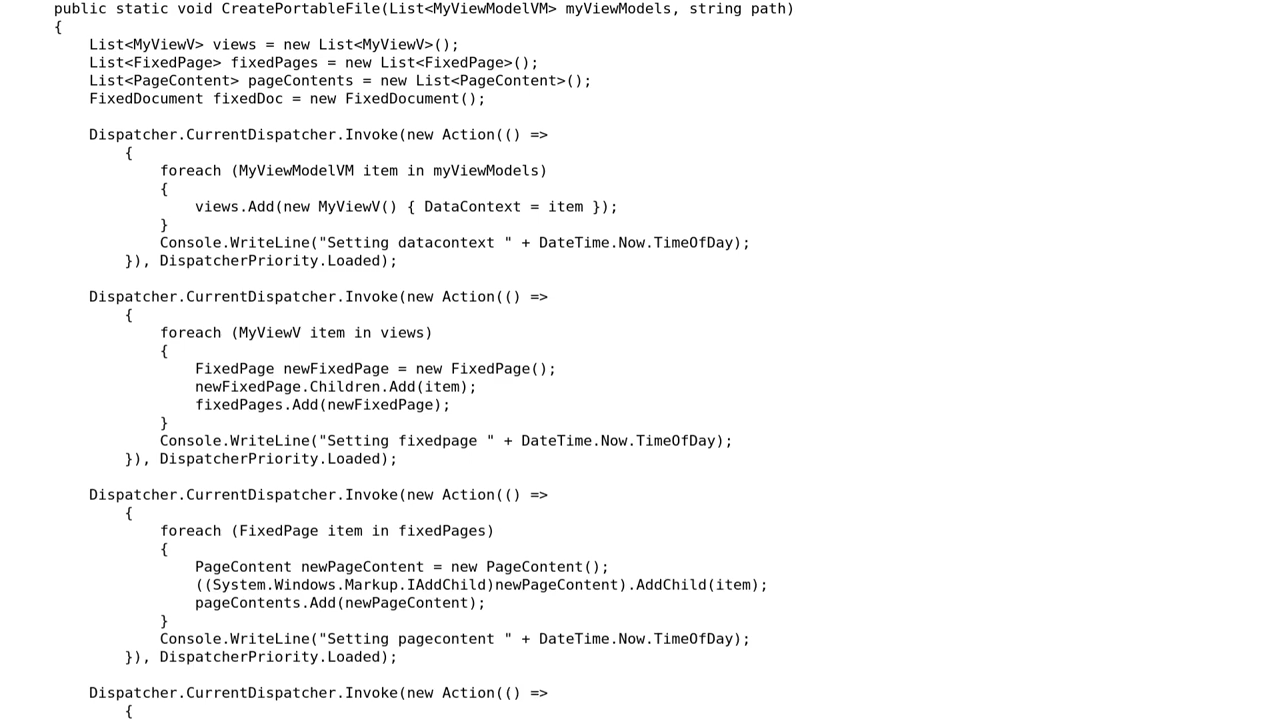 public static void CreatePortableFile(List<MyViewModelVM> myViewModels, string path)
{
    List<MyViewV> views = new List<MyViewV>();
    List<FixedPage> fixedPages = new List<FixedPage>();
    List<PageContent> pageContents = new List<PageContent>();
    FixedDocument fixedDoc = new FixedDocument();

    Dispatcher.CurrentDispatcher.Invoke(new Action(() =>
        {
            foreach (MyViewModelVM item in myViewModels)
            {
                views.Add(new MyViewV() { DataContext = item });
            }
            Console.WriteLine("Setting datacontext " + DateTime.Now.TimeOfDay);
        }), DispatcherPriority.Loaded);

    Dispatcher.CurrentDispatcher.Invoke(new Action(() =>
        {
            foreach (MyViewV item in views)
            {
                FixedPage newFixedPage = new FixedPage();
                newFixedPage.Children.Add(item);
                fixedPages.Add(newFixedPage);
            }
            Console.WriteLine("Setting fixedpage " + DateTime.Now.TimeOfDay);
        }), DispatcherPriority.Loaded);

    Dispatcher.CurrentDispatcher.Invoke(new Action(() =>
        {
            foreach (FixedPage item in fixedPages)
            {
                PageContent newPageContent = new PageContent();
                ((System.Windows.Markup.IAddChild)newPageContent).AddChild(item);
                pageContents.Add(newPageContent);
            }
            Console.WriteLine("Setting pagecontent " + DateTime.Now.TimeOfDay);
        }), DispatcherPriority.Loaded);

    Dispatcher.CurrentDispatcher.Invoke(new Action(() =>
        {